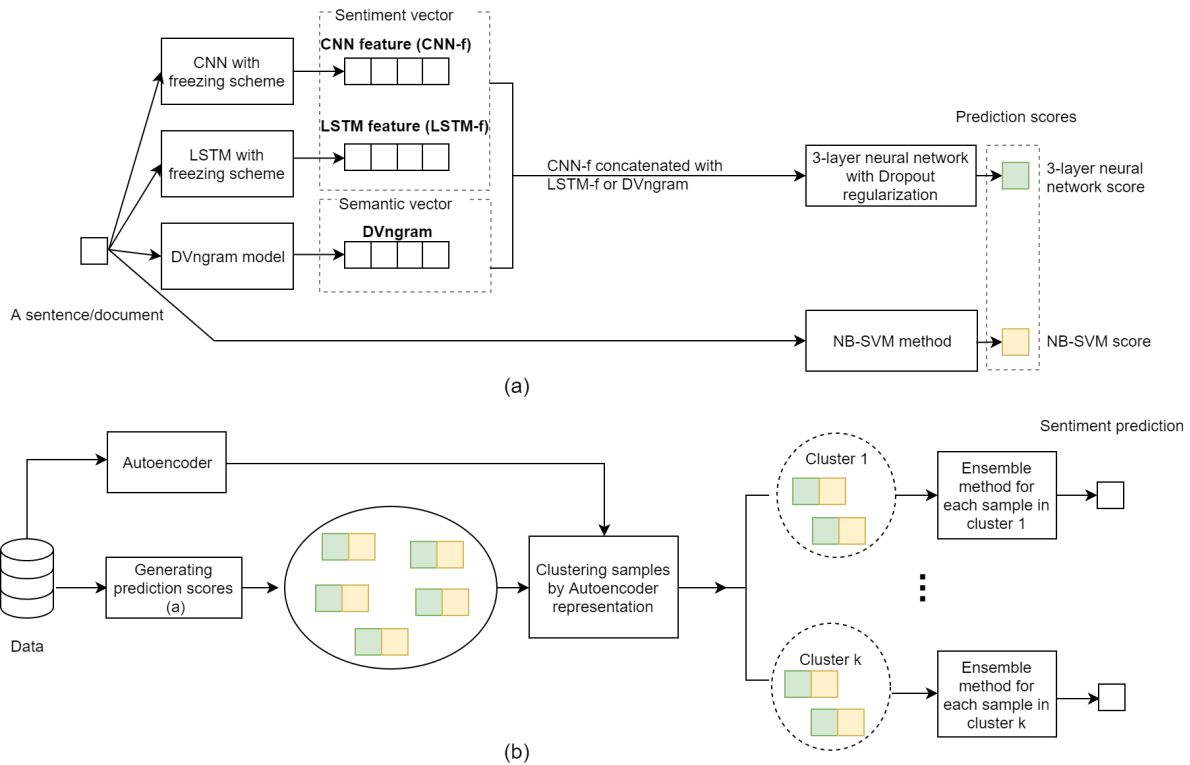 Sentiment vector
CNN feature (CNN-f)
CNN with
freezing scheme
LSTM feature (LSTM-f)
LSTM with
freezing scheme
Semantic vector
DVngram
DVngram model
A sentence/document
CNN-f concatenated with
LSTM-f or DVngram
3-layer neural network
with Dropout
regularization
Prediction scores
3-layer neural
network score
NB-SVM method
NB-SVM score
(a)
Autoencoder
Generating
prediction scores
(a)
Data
Clustering samples
by Autoencoder
representation
Cluster 1
Ensemble
method for
each sample in
cluster 1
Sentiment prediction
Cluster k
Ensemble
method for
each sample in
cluster k
(b)